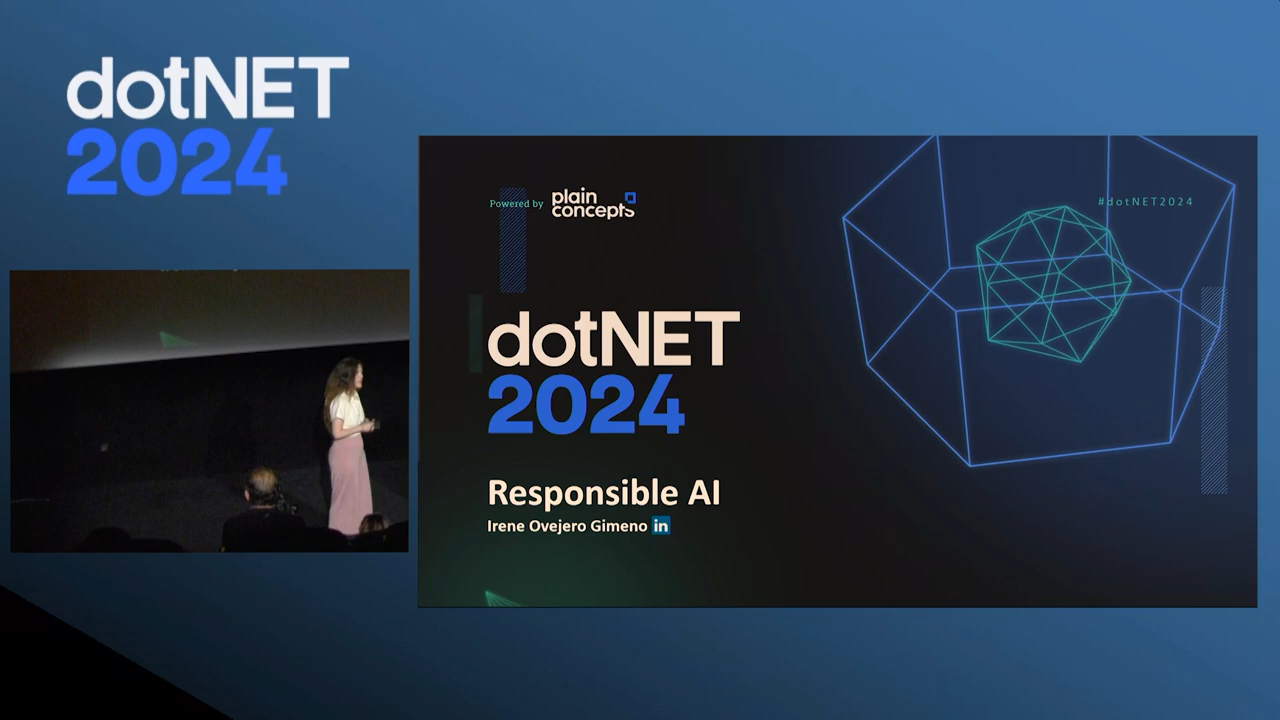 dotNET
2024
Powered by plain concepts
#dotNET2024
dotNET
2024
Responsible AI
Irene Ovejero Gimeno in